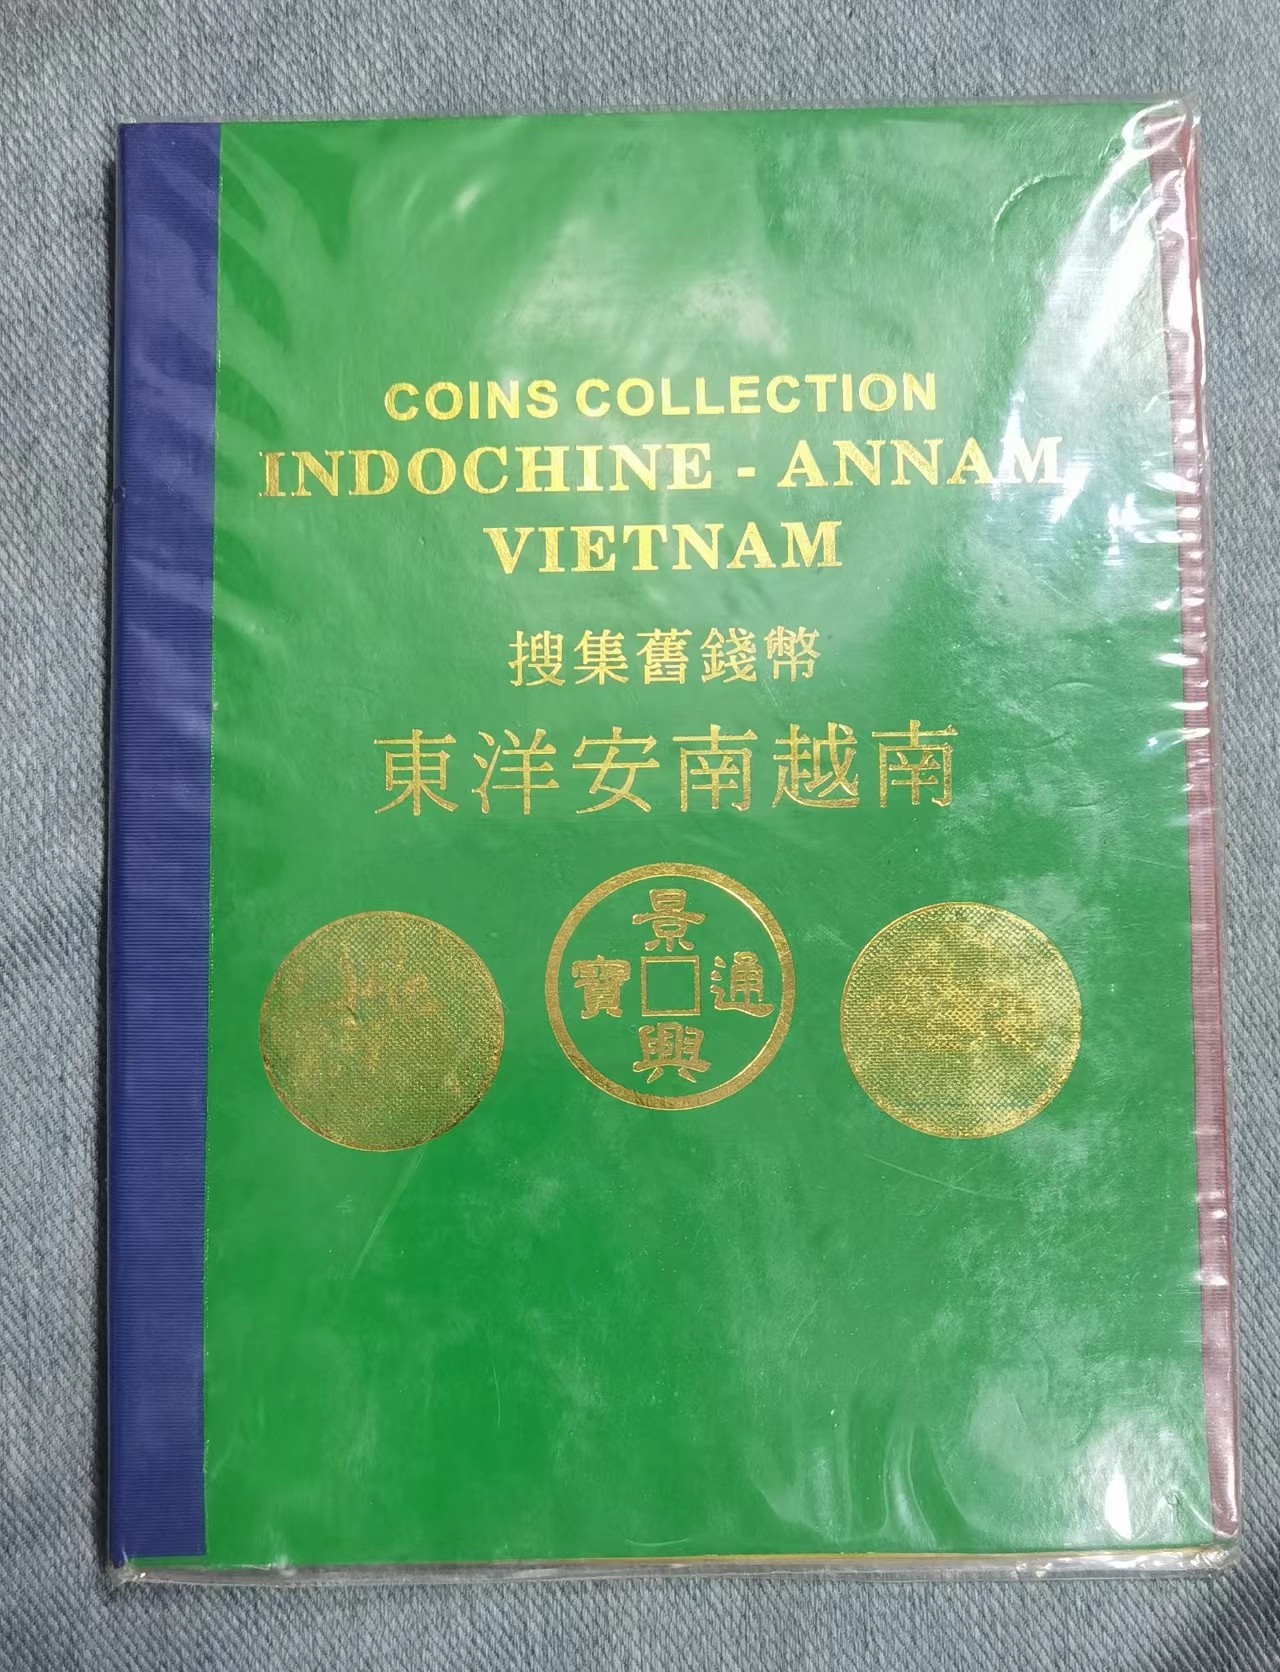 COINS COLLECTION
INDOCHINE - ANNAM
VIETNAM
搜集舊錢幣
東洋安南越南
景興通寶